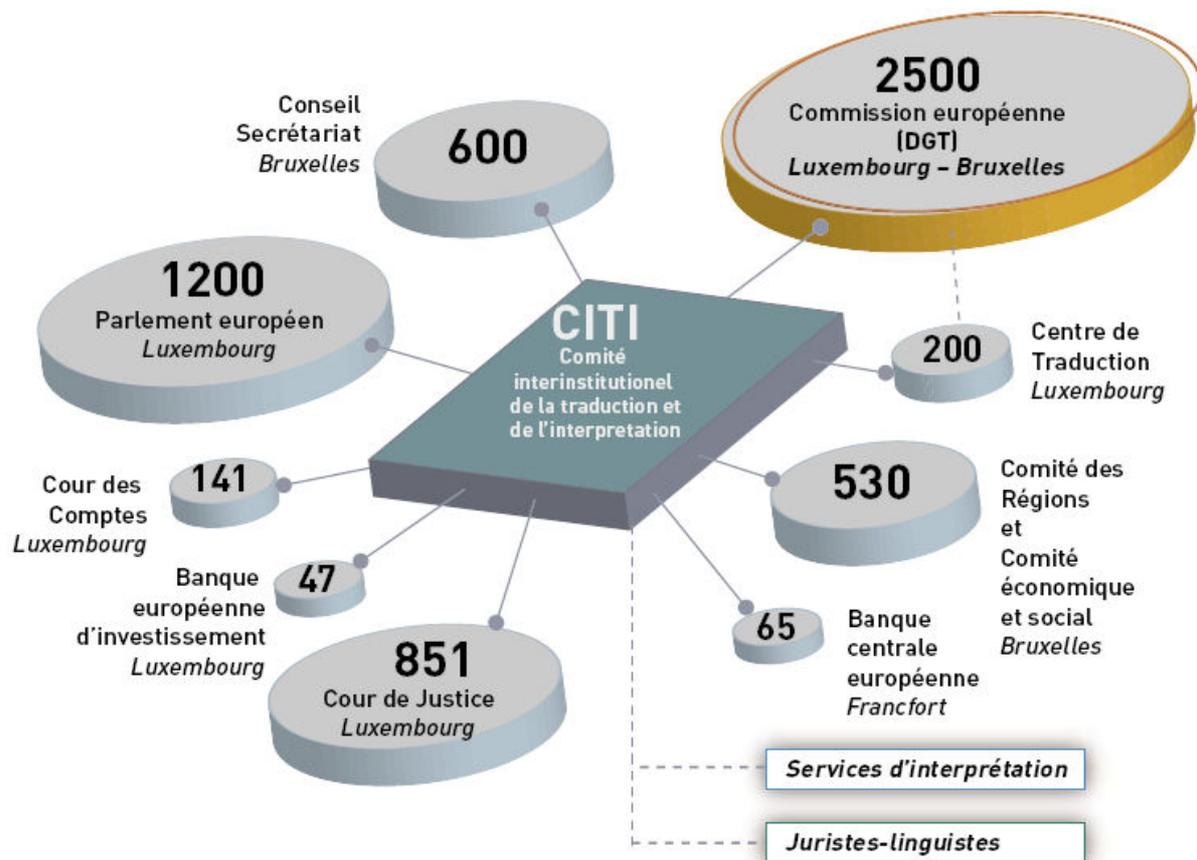 2500
Commission européenne
(DGT)
Luxembourg – Bruxelles
Conseil
Secrétariat
Bruxelles
600
1200
Parlement européen
Luxembourg
CITI
Comité
interinstitutionel
de la traduction et
de l'interpretation
200
Centre de
Traduction
Luxembourg
141
Cour des
Comptes
Luxembourg
530
Comité des
Régions
et
Comité
économique
et social
Bruxelles
47
Banque
européenne
d'investissement
Luxembourg
65
Banque
centrale
européenne
Francfort
851
Cour de Justice
Luxembourg
Services d'interprétation
Juristes-linguistes